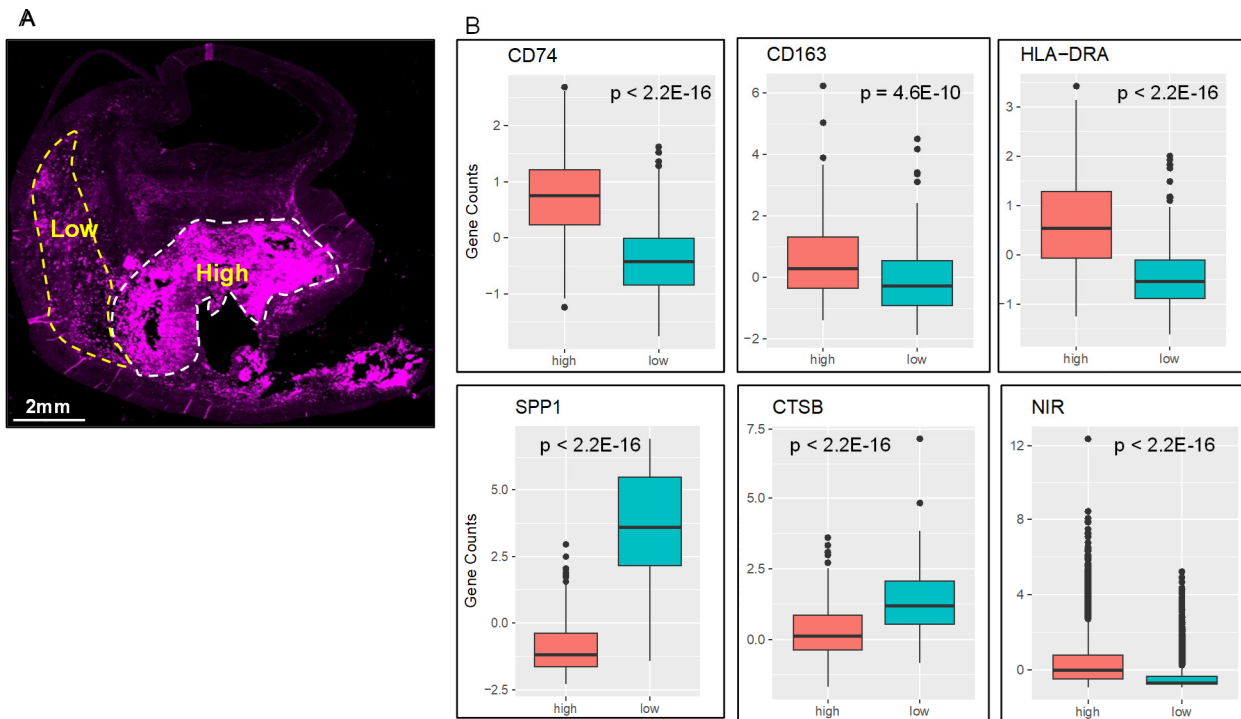 A
B
Low
High
2mm
CD74
p < 2.2E-16
Gene Counts
2
1
0
−1
high
low
CD163
p = 4.6E-10
6
4
2
0
−2
high
low
HLA−DRA
p < 2.2E-16
3
2
1
0
−1
high
low
SPP1
p < 2.2E-16
Gene Counts
5.0
2.5
0.0
−2.5
high
low
CTSB
p < 2.2E-16
7.5
5.0
2.5
0.0
high
low
NIR
p < 2.2E-16
12
8
4
0
high
low